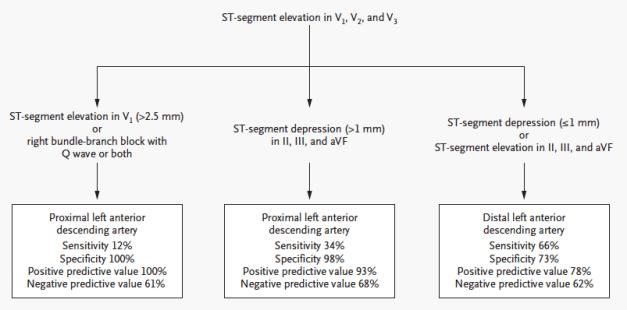 ST-segment elevation in V₁, V₂, and V₃
ST-segment elevation in V₁ (>2.5 mm)
or
right bundle-branch block with
Q wave or both
ST-segment depression (>1 mm)
in II, III, and aVF
ST-segment depression (≤1 mm)
or
ST-segment elevation in II, III, and aVF
Proximal left anterior
descending artery
Sensitivity 12%
Specificity 100%
Positive predictive value 100%
Negative predictive value 61%
Proximal left anterior
descending artery
Sensitivity 34%
Specificity 98%
Positive predictive value 93%
Negative predictive value 68%
Distal left anterior
descending artery
Sensitivity 66%
Specificity 73%
Positive predictive value 78%
Negative predictive value 62%